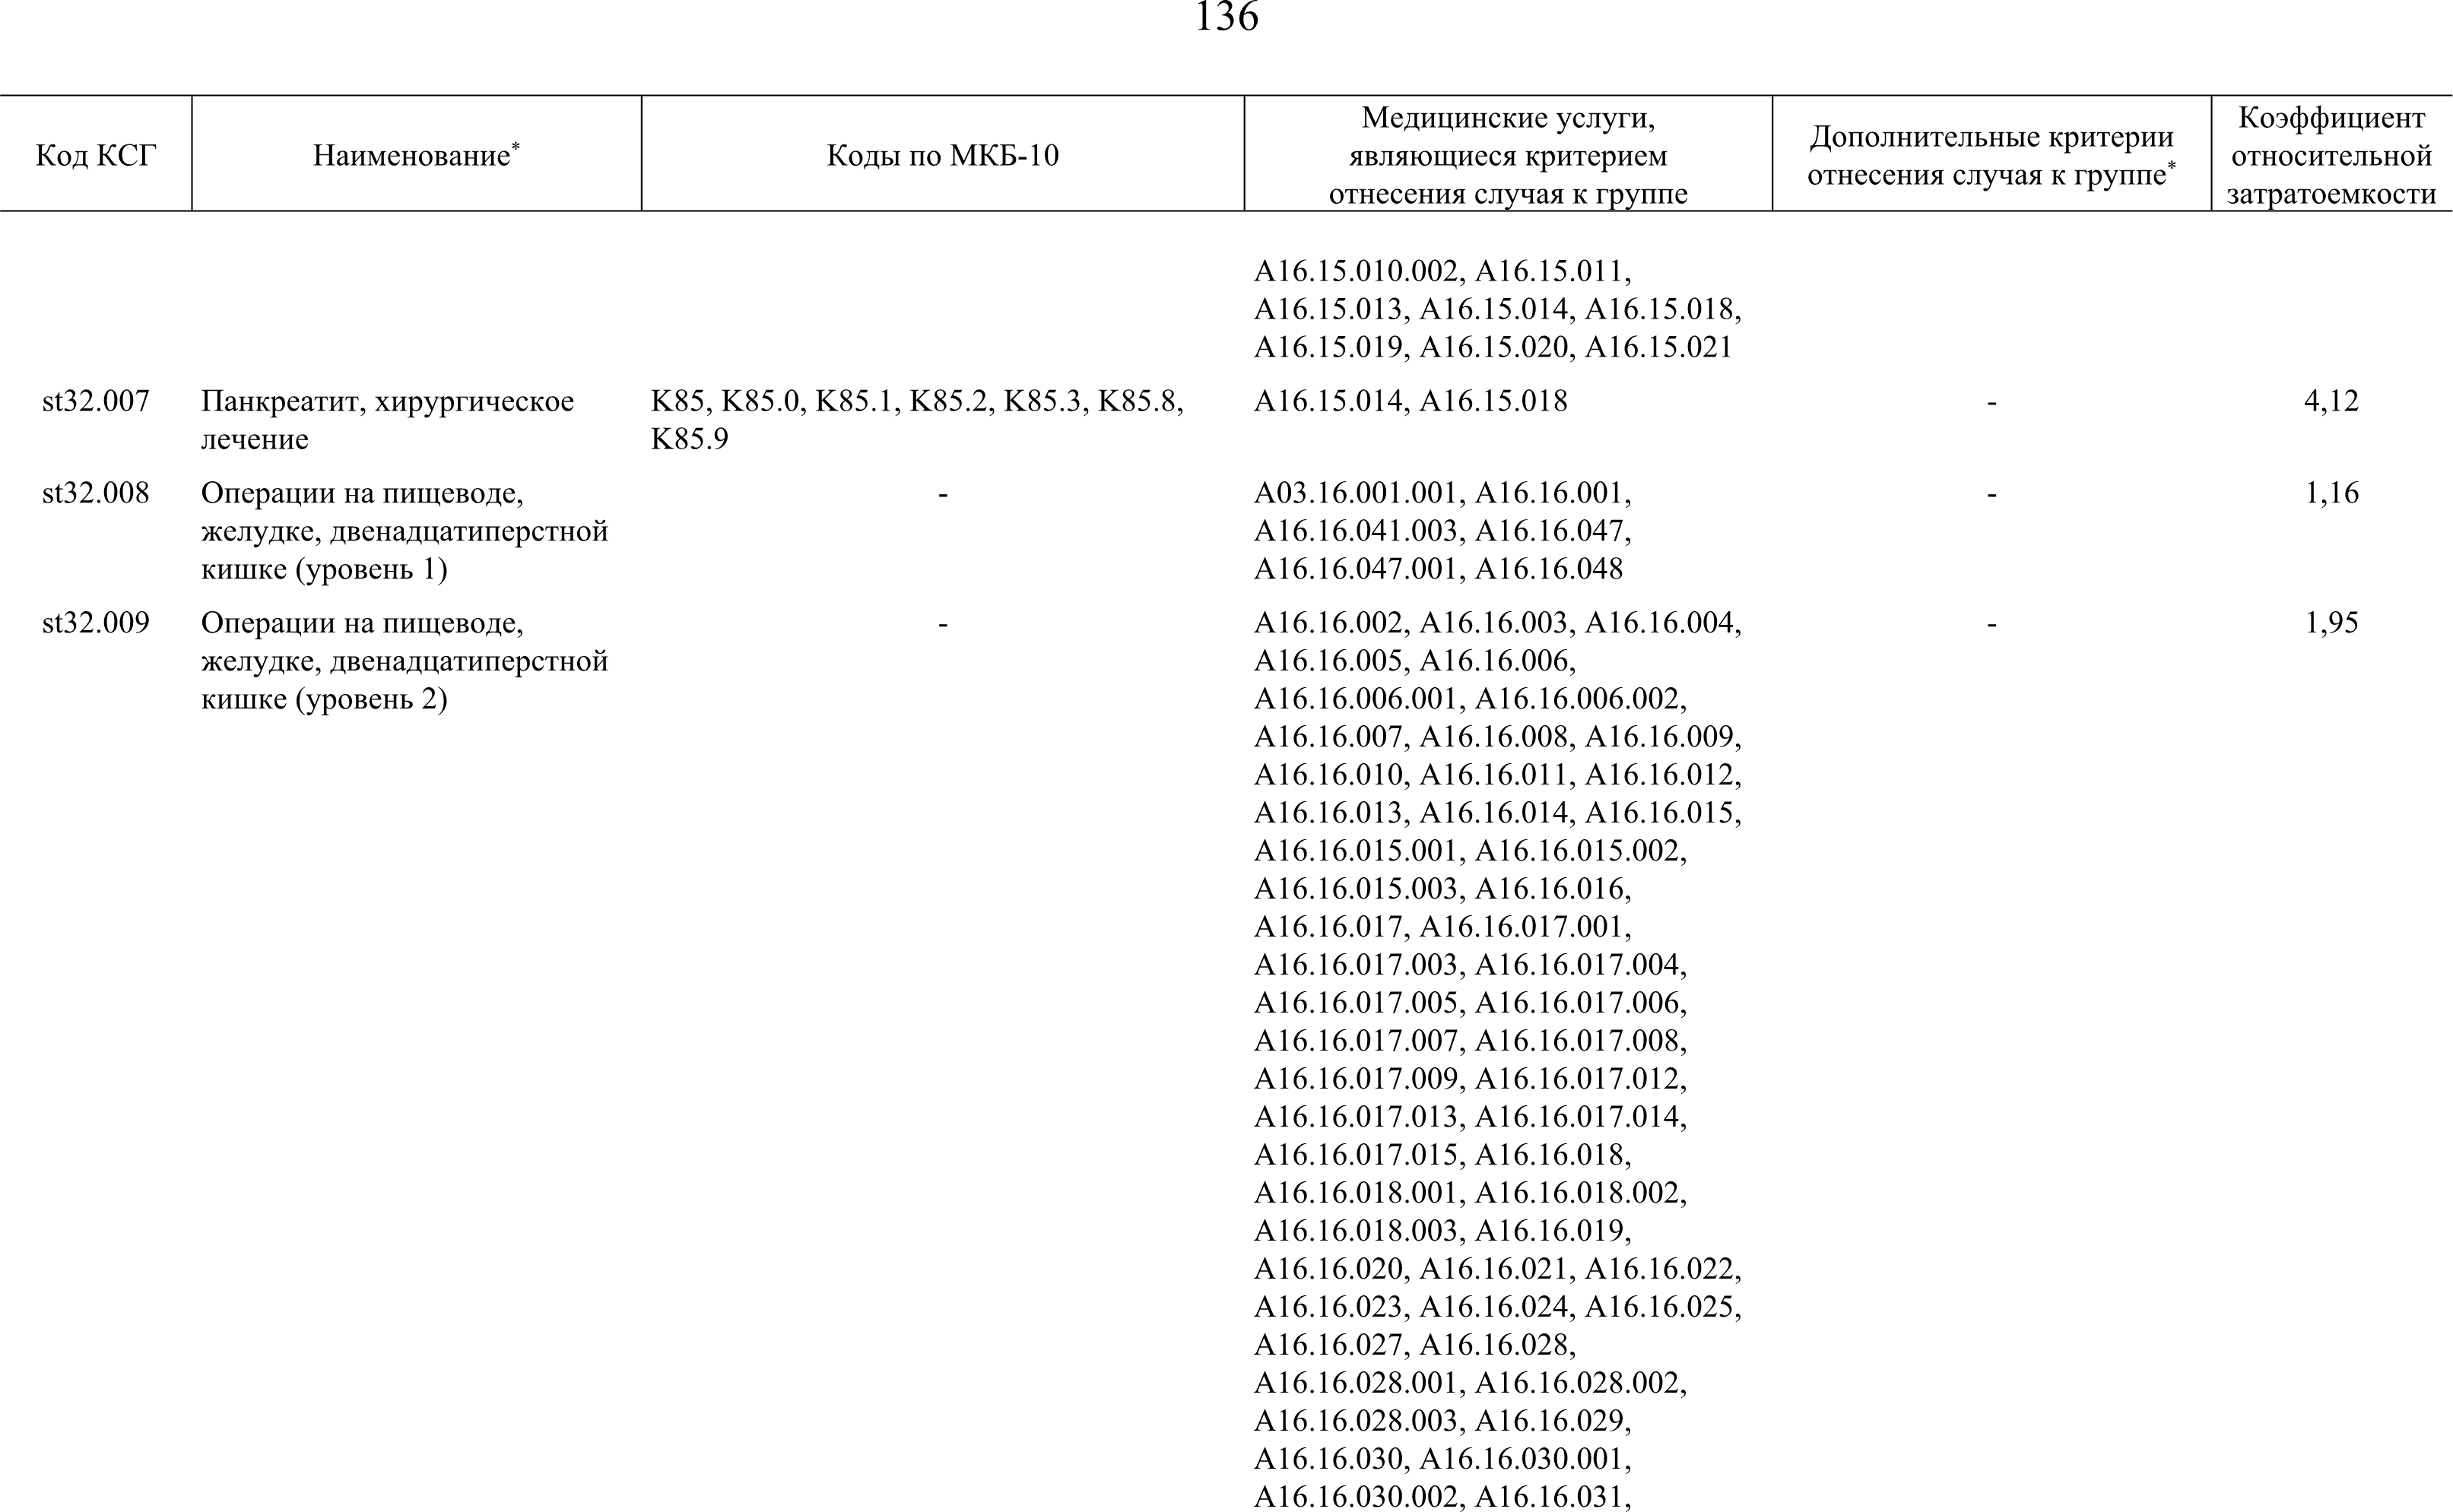 136
Код КСГ
Наименование*
Коды по МКБ-10
Медицинские услуги,
являющиеся критерием
отнесения случая к группе
Дополнительные критерии
отнесения случая к группе*
Коэффициент
относительной
затратоемкости
A16.15.010.002, A16.15.011,
A16.15.013, A16.15.014, A16.15.018,
A16.15.019, A16.15.020, A16.15.021
st32.007
Панкреатит, хирургическое
лечение
K85, K85.0, K85.1, K85.2, K85.3, K85.8,
K85.9
A16.15.014, A16.15.018
-
4,12
st32.008
Операции на пищеводе,
желудке, двенадцатиперстной
кишке (уровень 1)
-
A03.16.001.001, A16.16.001,
A16.16.041.003, A16.16.047,
A16.16.047.001, A16.16.048
-
1,16
st32.009
Операции на пищеводе,
желудке, двенадцатиперстной
кишке (уровень 2)
-
A16.16.002, A16.16.003, A16.16.004,
A16.16.005, A16.16.006,
A16.16.006.001, A16.16.006.002,
A16.16.007, A16.16.008, A16.16.009,
A16.16.010, A16.16.011, A16.16.012,
A16.16.013, A16.16.014, A16.16.015,
A16.16.015.001, A16.16.015.002,
A16.16.015.003, A16.16.016,
A16.16.017, A16.16.017.001,
A16.16.017.003, A16.16.017.004,
A16.16.017.005, A16.16.017.006,
A16.16.017.007, A16.16.017.008,
A16.16.017.009, A16.16.017.012,
A16.16.017.013, A16.16.017.014,
A16.16.017.015, A16.16.018,
A16.16.018.001, A16.16.018.002,
A16.16.018.003, A16.16.019,
A16.16.020, A16.16.021, A16.16.022,
A16.16.023, A16.16.024, A16.16.025,
A16.16.027, A16.16.028,
A16.16.028.001, A16.16.028.002,
A16.16.028.003, A16.16.029,
A16.16.030, A16.16.030.001,
A16.16.030.002, A16.16.031,
-
1,95